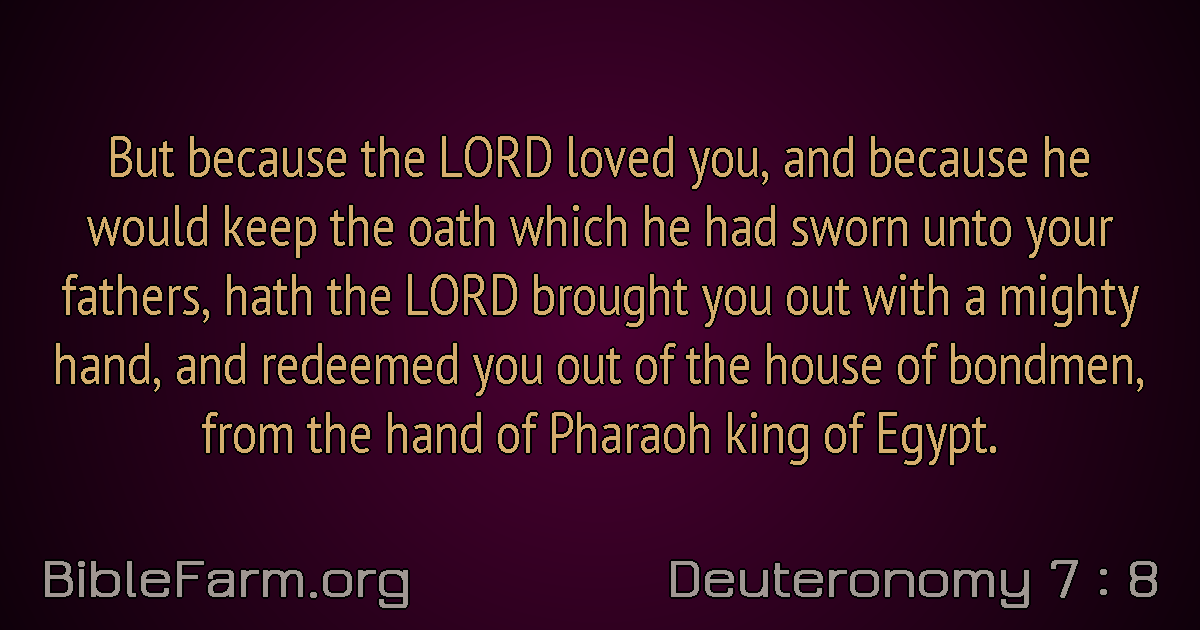 But because the LORD loved you, and because he
would keep the oath which he had sworn unto your
fathers, hath the LORD brought you out with a mighty
hand, and redeemed you out of the house of bondmen,
from the hand of Pharaoh king of Egypt.
BibleFarm.org
Deuteronomy 7 : 8